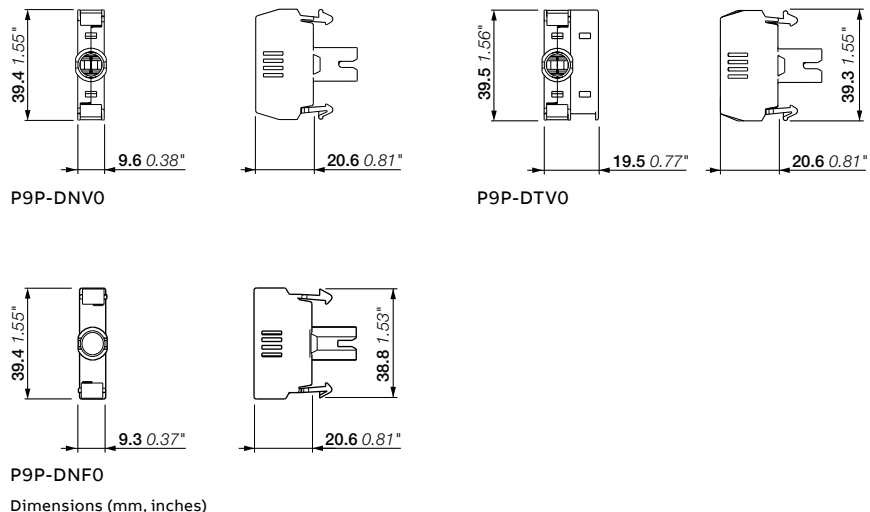 39.4 1.55"
9.6 0.38"
20.6 0.81"
P9P-DNV0
39.5 1.56"
19.5 0.77"
39.3 1.55"
20.6 0.81"
P9P-DTV0
39.4 1.55"
9.3 0.37"
38.8 1.53"
20.6 0.81"
P9P-DNF0
Dimensions (mm, inches)